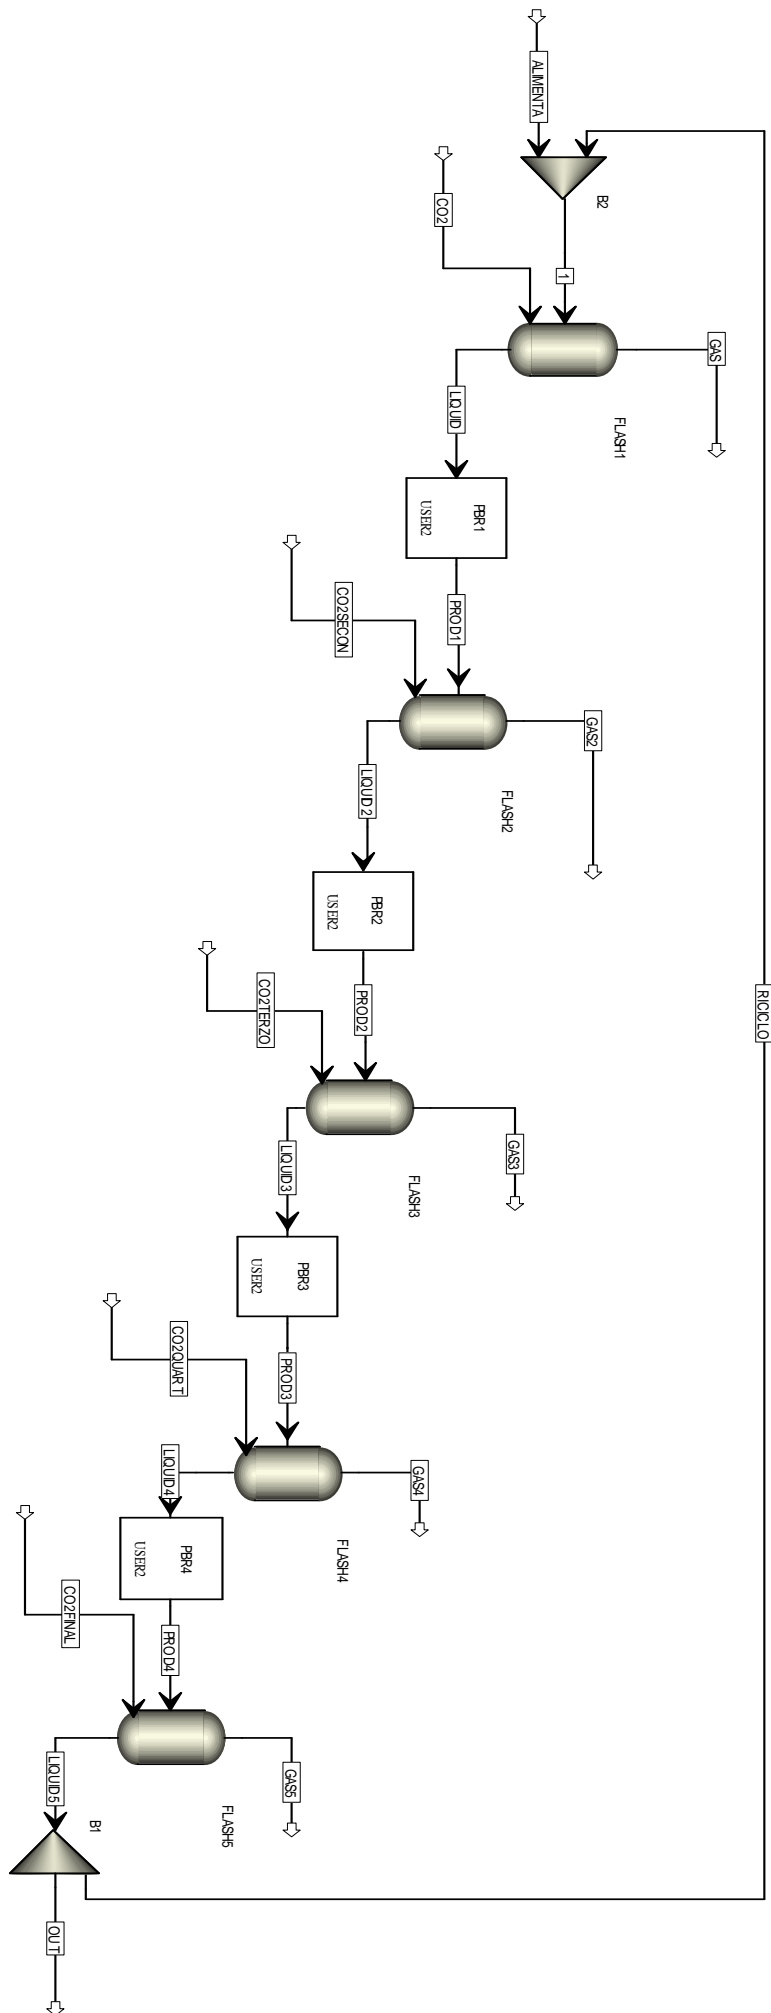 ALIMENTA
B2
CO2
1
GAS
FLASH1
LIQUID
PBR1
USER2
CO2SECON
PROD1
GAS2
FLASH2
LIQUID2
PBR2
USER2
CO2TERZO
PROD2
RICICLO
GAS3
FLASH3
LIQUID3
PBR3
USER2
CO2QUART
PROD3
GAS4
FLASH4
LIQUID4
PBR4
USER2
CO2FINAL
PROD4
GAS5
FLASH5
LIQUID5
B1
OUT